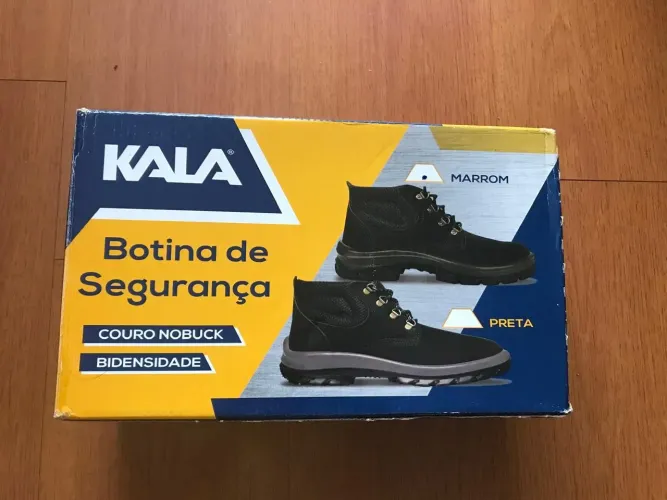 KALA®
MARROM
Botina de
Segurança
PRETA
COURO NOBUCK
BIDENSIDADE